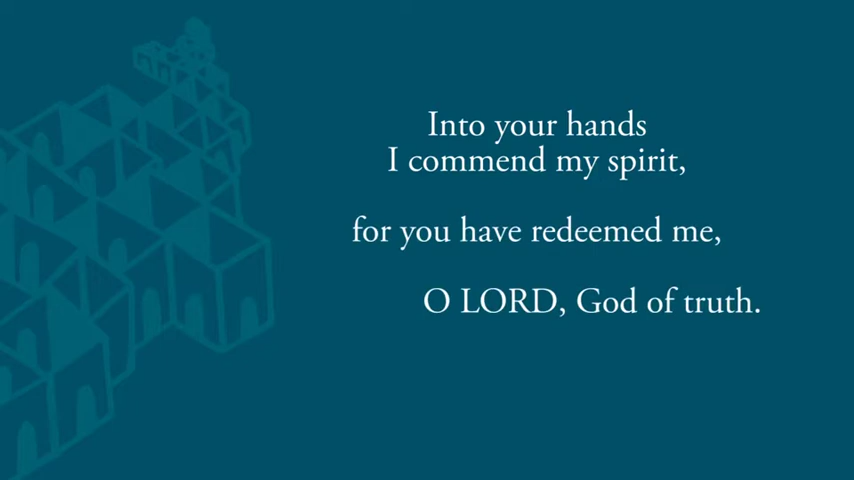 Into your hands
I commend my spirit,
for you have redeemed me,
O LORD, God of truth.